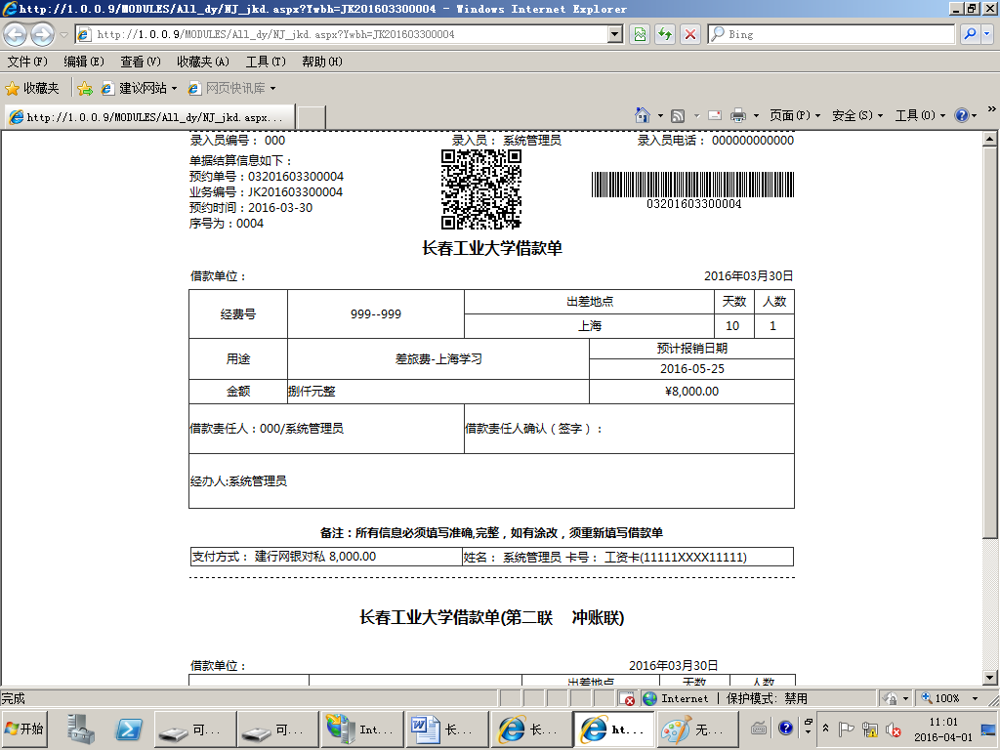 http://1.0.0.9/MODULES/All_dy/NJ_jkd.aspx?Ywbh=JK201603300004 - Windows Internet Explorer
http://1.0.0.9/MODULES/All_dy/NJ_jkd.aspx?Ywbh=JK201603300004 Bing
文件(F) 编辑(E) 查看(V) 收藏夹(A) 工具(T) 帮助(H)
收藏夹 建议网站 网页快讯库
http://1.0.0.9/MODULES/All_dy/NJ_jkd.aspx... 页面(P) 安全(S) 工具(O)
录入员编号： 000 录入员： 系统管理员 录入员电话： 000000000000
单据结算信息如下：
预约单号：03201603300004
业务编号：JK201603300004
预约时间：2016-03-30
序号为：0004
03201603300004
长春工业大学借款单
借款单位： 2016年03月30日
经费号 999--999 出差地点 天数 人数
上海 10 1
用途 差旅费-上海学习 预计报销日期
2016-05-25
金额 捌仟元整 ¥8,000.00
借款责任人：000/系统管理员 借款责任人确认（签字）：
经办人:系统管理员
备注：所有信息必须填写准确,完整，如有涂改，须重新填写借款单
支付方式： 建行网银对私 8,000.00 姓名： 系统管理员 卡号： 工资卡(11111XXXX11111)
长春工业大学借款单(第二联 冲账联)
借款单位： 2016年03月30日
出差地点 天数 人数
完成 Internet | 保护模式: 禁用 100%
开始 可... 可... Int... 长... 长... ht... 无... 11:01
2016-04-01